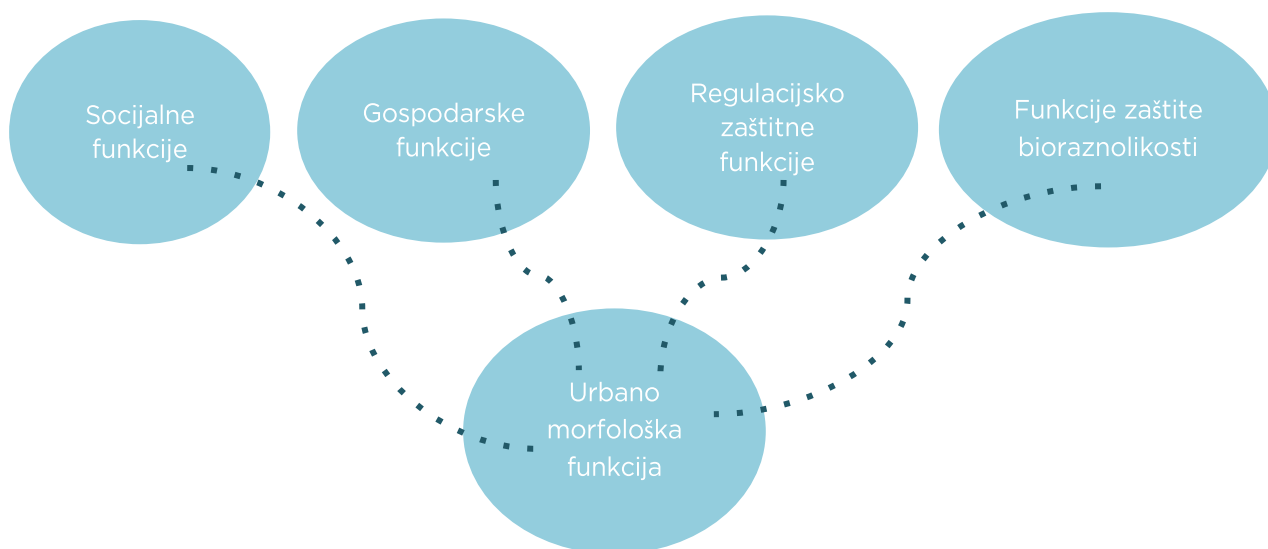 Socijalne
funkcije
Gospodarske
funkcije
Regulacijsko
zaštitne
funkcije
Funkcije zaštite
bioraznolikosti
Urbano
morfološka
funkcija